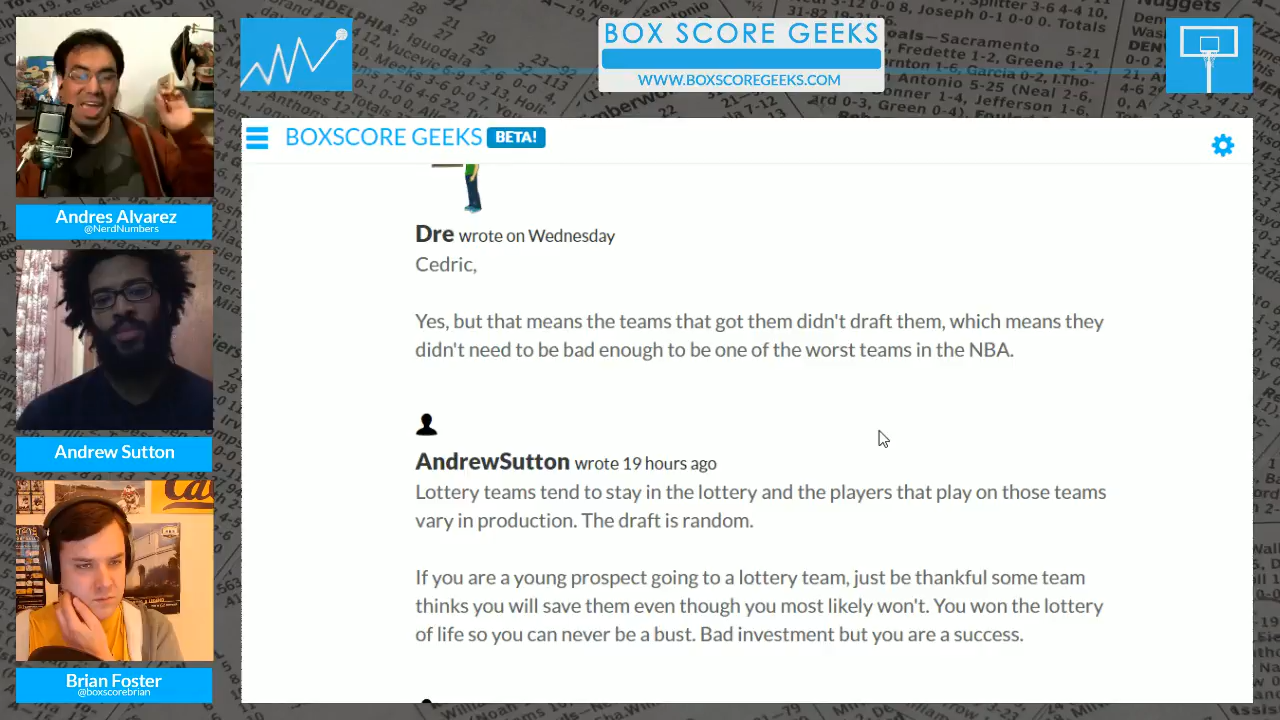 BOX SCORE GEEKS
WWW.BOXSCOREGEEKS.COM
Andres Alvarez
@NerdNumbers
Andrew Sutton
Brian Foster
@boxscorebrian
BOXSCORE GEEKS BETA!
Dre wrote on Wednesday
Cedric,
Yes, but that means the teams that got them didn't draft them, which means they
didn't need to be bad enough to be one of the worst teams in the NBA.
AndrewSutton wrote 19 hours ago
Lottery teams tend to stay in the lottery and the players that play on those teams
vary in production. The draft is random.
If you are a young prospect going to a lottery team, just be thankful some team
thinks you will save them even though you most likely won't. You won the lottery
of life so you can never be a bust. Bad investment but you are a success.